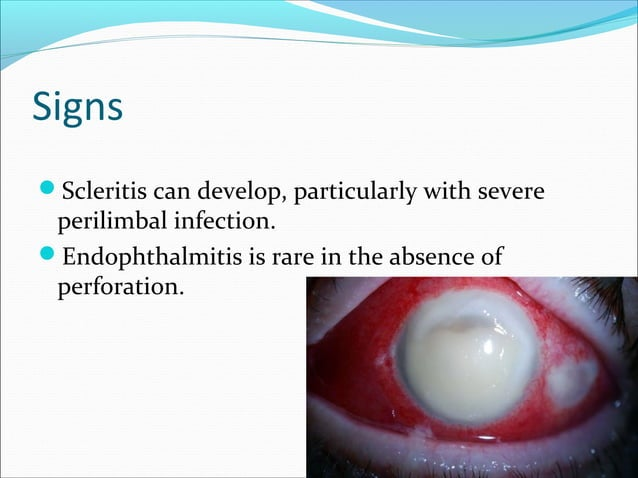 Signs
Scleritis can develop, particularly with severe
perilimbal infection.
Endophthalmitis is rare in the absence of
perforation.